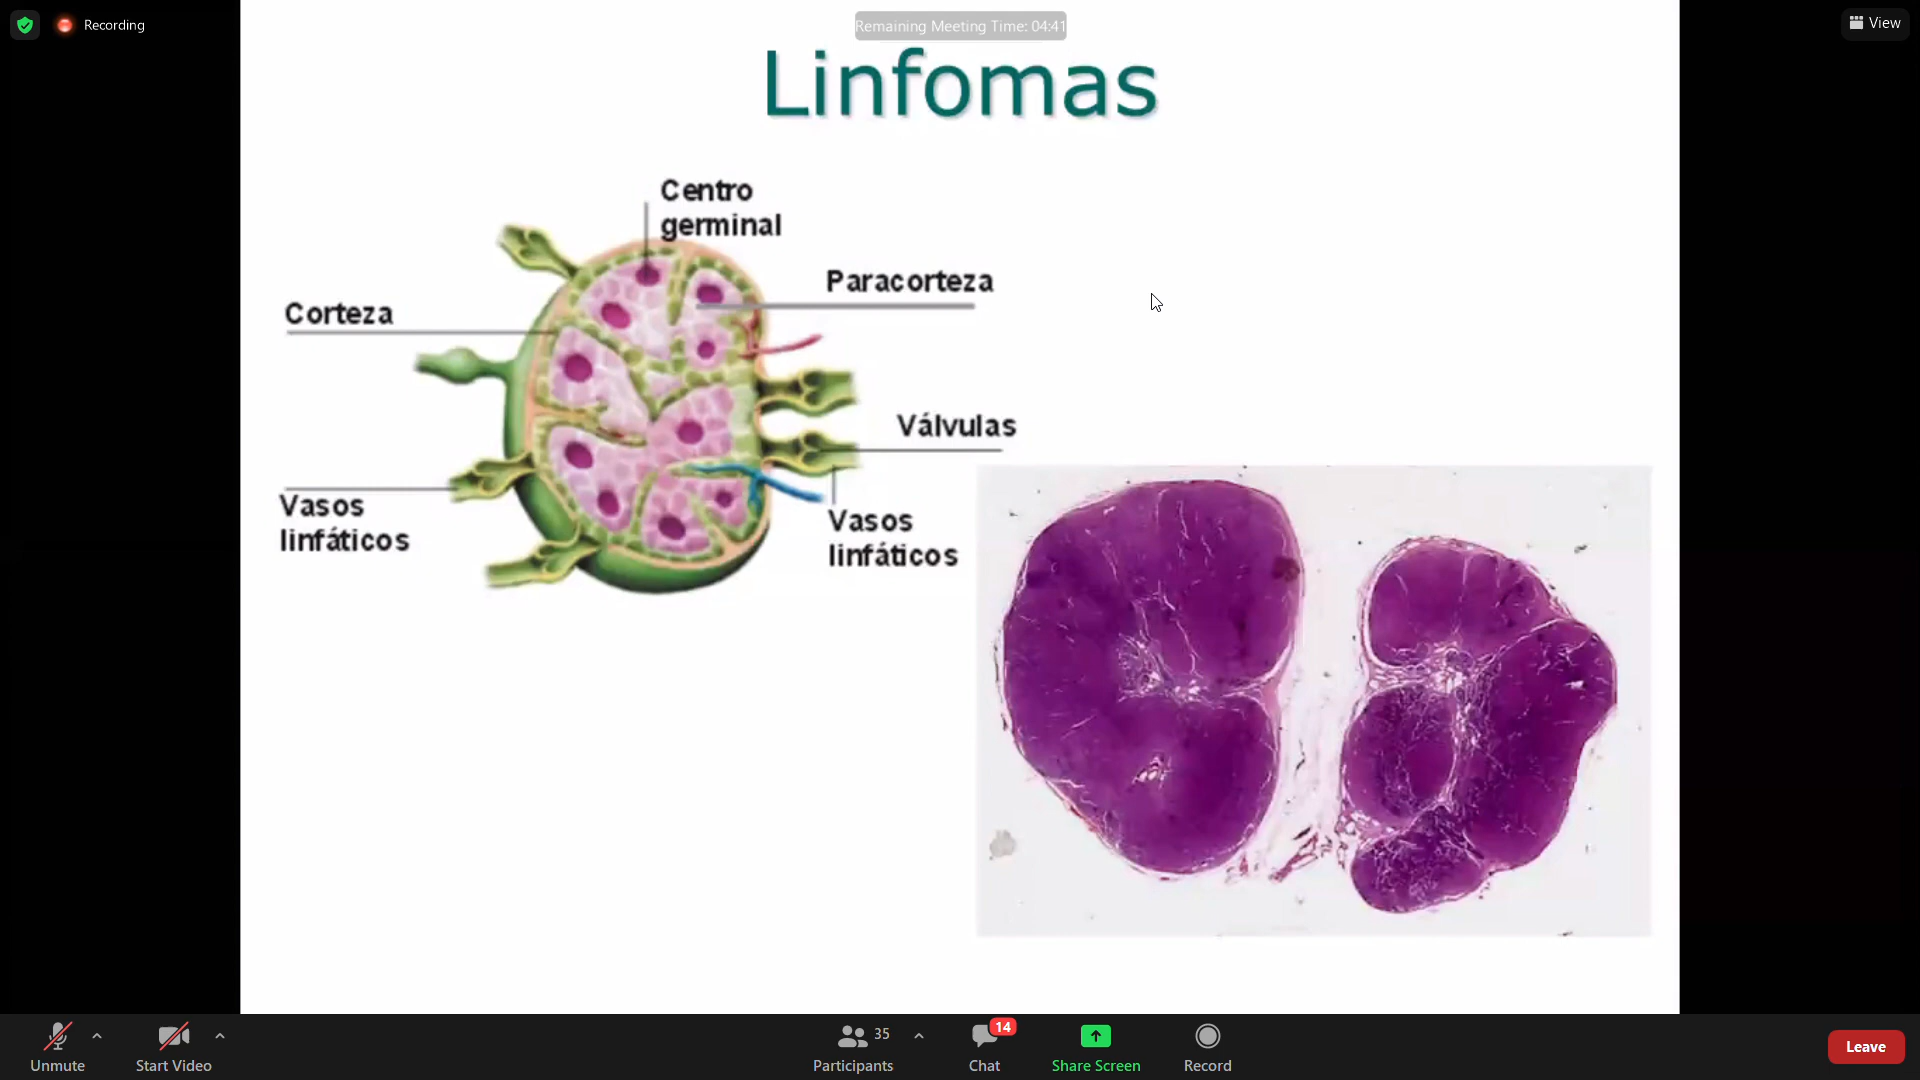 Recording
Remaining Meeting Time: 04:41
View
Linfomas
Centro
germinal
Paracorteza
Corteza
Válvulas
Vasos
linfáticos
Vasos
linfáticos
Unmute
Start Video
35
Participants
14
Chat
Share Screen
Record
Leave